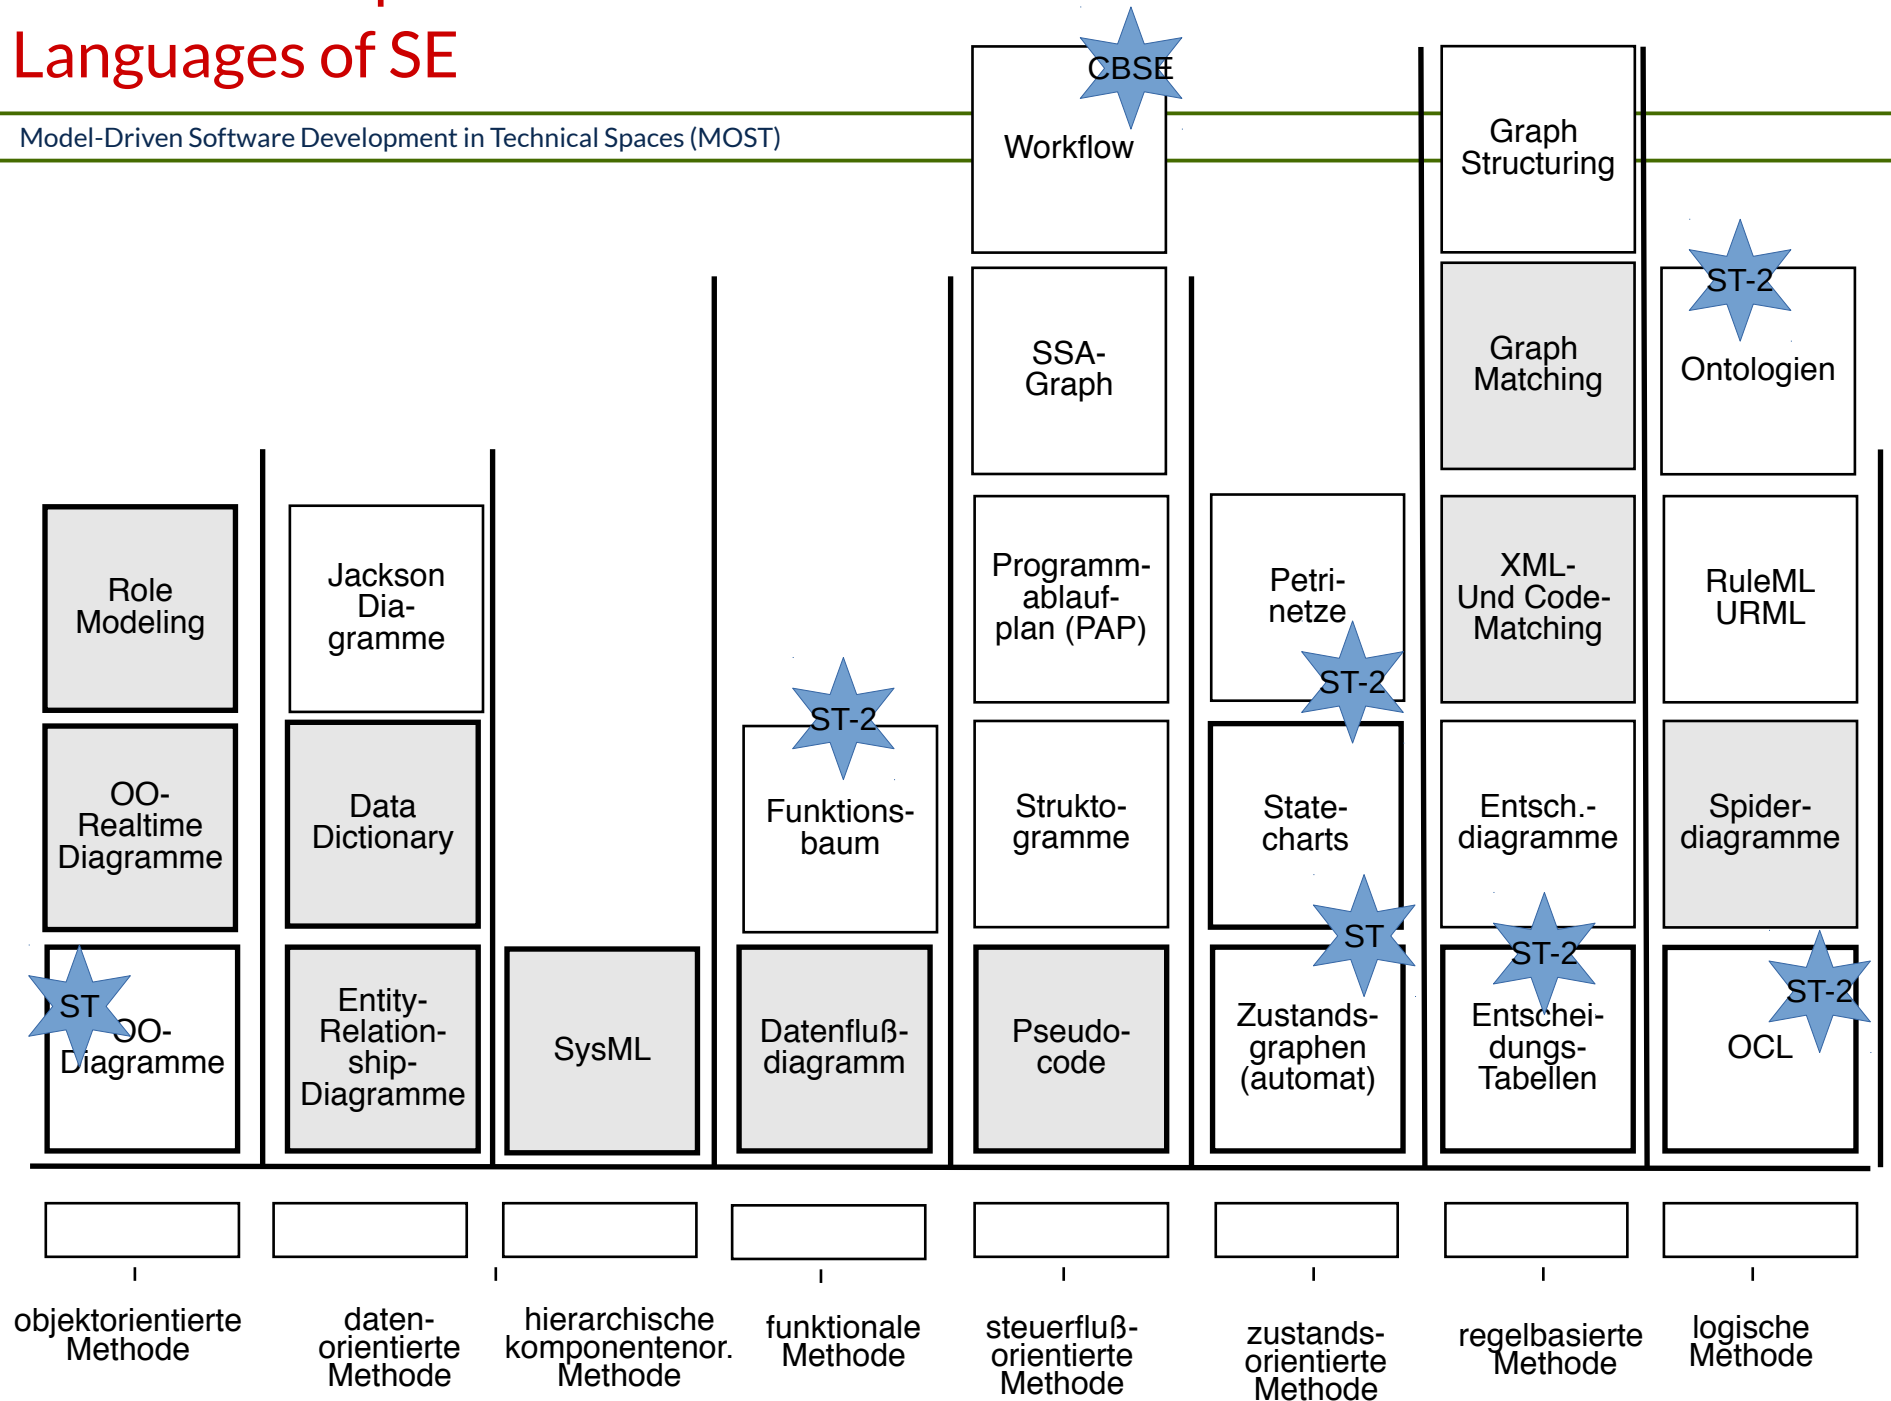 Languages of SE
Model-Driven Software Development in Technical Spaces (MOST)
CBSE
Workflow
Graph
Structuring
SSA-
Graph
Graph
Matching
ST-2
Ontologien
Role
Modeling
Jackson
Dia-
gramme
Programm-
ablauf-
plan (PAP)
Petri-
netze
ST-2
XML-
Und Code-
Matching
RuleML
URML
OO-
Realtime
Diagramme
Data
Dictionary
ST-2
Funktions-
baum
Strukto-
gramme
State-
charts
Entsch.-
diagramme
Spider-
diagramme
ST
OO-
Diagramme
Entity-
Relation-
ship-
Diagramme
SysML
Datenfluß-
diagramm
Pseudo-
code
ST
Zustands-
graphen
(automat)
ST-2
Entschei-
dungs-
Tabellen
ST-2
OCL
objektorientierte
Methode
daten-
orientierte
Methode
hierarchische
komponentenor.
Methode
funktionale
Methode
steuerfluß-
orientierte
Methode
zustands-
orientierte
Methode
regelbasierte
Methode
logische
Methode